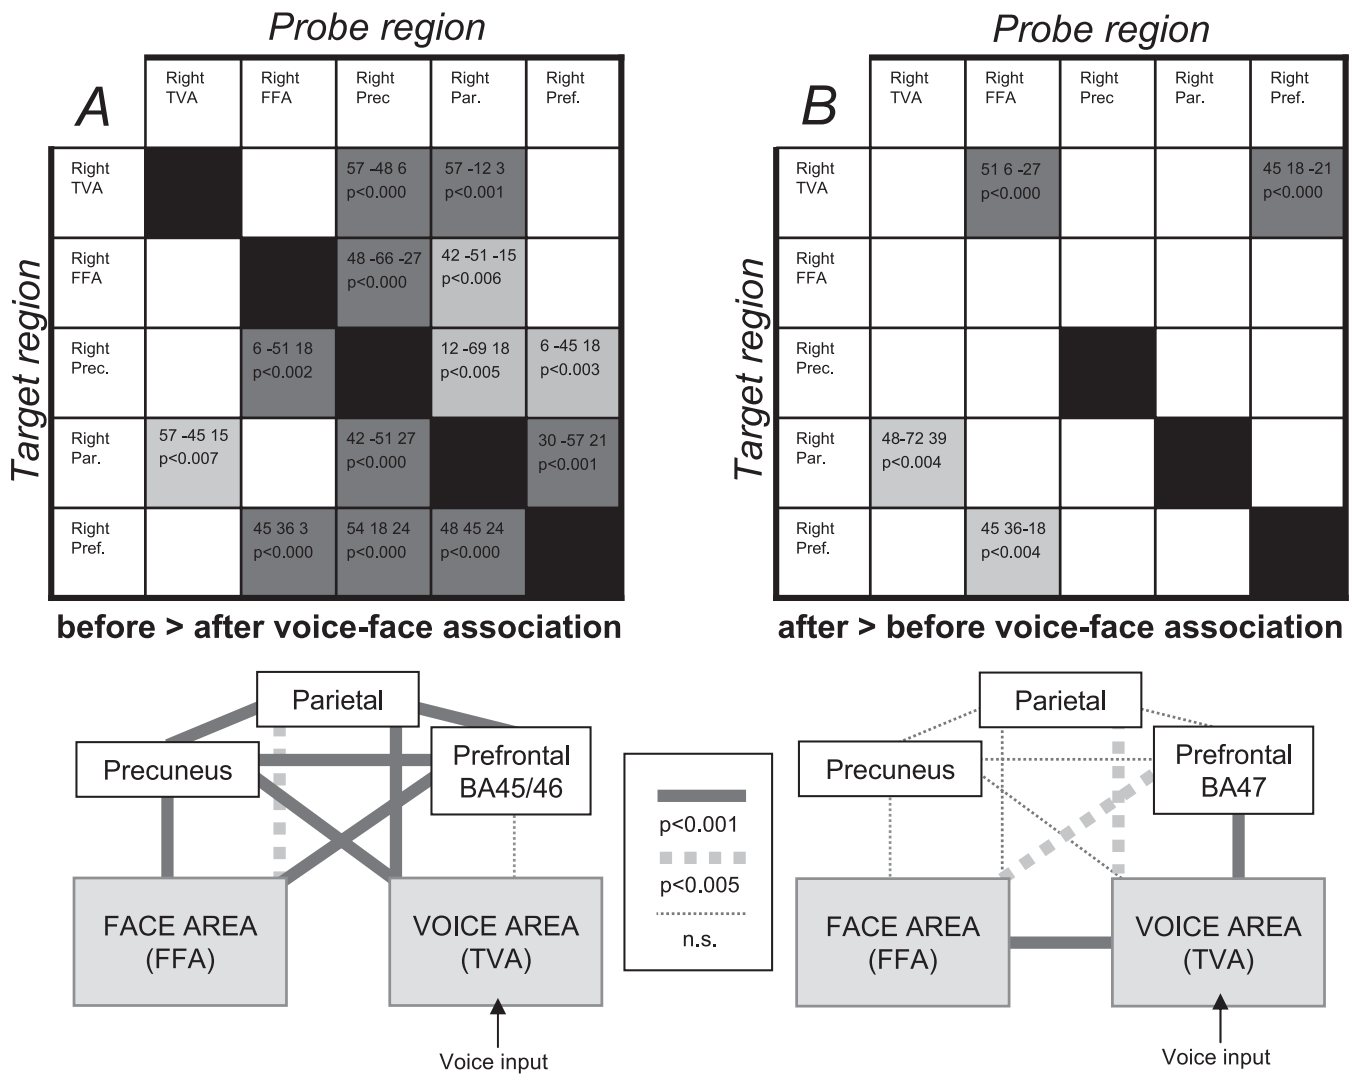 Probe region
A
Right TVA
Right FFA
Right Prec
Right Par.
Right Pref.
Target region
Right TVA
57 -48 6
p<0.000
57 -12 3
p<0.001
Right FFA
48 -66 -27
p<0.000
42 -51 -15
p<0.006
Right Prec.
6 -51 18
p<0.002
12 -69 18
p<0.005
6 -45 18
p<0.003
Right Par.
57 -45 15
p<0.007
42 -51 27
p<0.000
30 -57 21
p<0.001
Right Pref.
45 36 3
p<0.000
54 18 24
p<0.000
48 45 24
p<0.000
before > after voice-face association
Probe region
B
Right TVA
Right FFA
Right Prec
Right Par.
Right Pref.
Target region
Right TVA
51 6 -27
p<0.000
45 18 -21
p<0.000
Right FFA
Right Prec.
Right Par.
48-72 39
p<0.004
Right Pref.
45 36-18
p<0.004
after > before voice-face association
Parietal
Precuneus
Prefrontal
BA45/46
FACE AREA
(FFA)
VOICE AREA
(TVA)
Voice input
p<0.001
p<0.005
n.s.
Parietal
Precuneus
Prefrontal
BA47
FACE AREA
(FFA)
VOICE AREA
(TVA)
Voice input